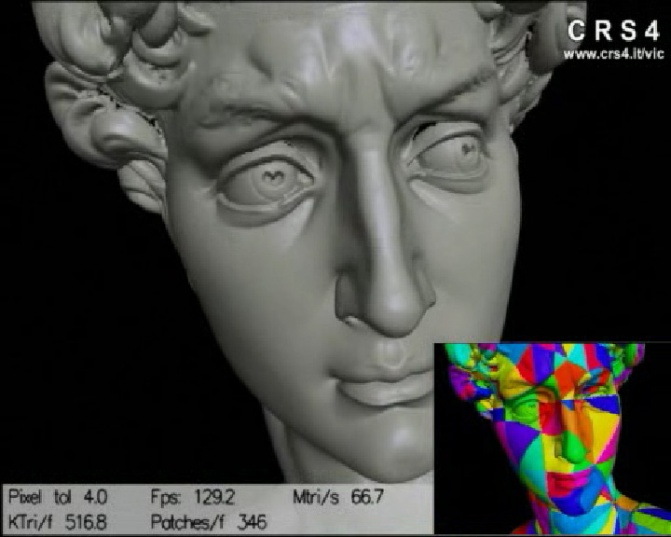 CRS4
www.crs4.it/vic
Pixel tol 4.0 Fps: 129.2 Mtri/s 66.7
KTri/f 516.8 Patches/f 346